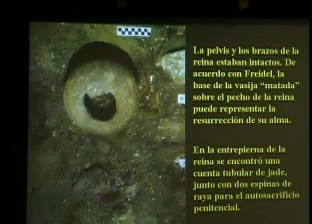 La pelvis y los brazos de la
reina estaban intactos. De
acuerdo con Freidel, la
base de la vasija “matada”
sobre el pecho de la reina
puede representar la
resurrección de su alma.
En la entrepierna de la
reina se encontró una
cuenta tubular de jade,
junto con dos espinas de
raya para el autosacrificio
penitencial.